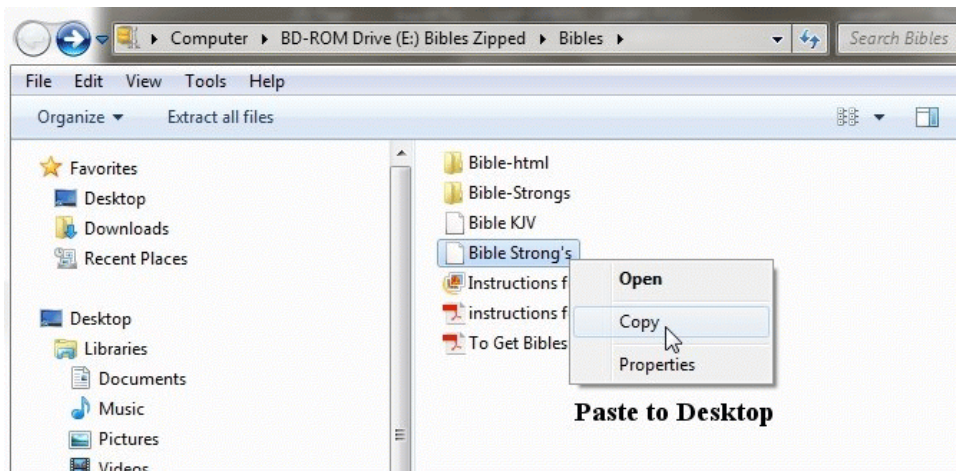 Computer BD-ROM Drive (E:) Bibles Zipped Bibles Search Bibles
File Edit View Tools Help
Organize Extract all files
Favorites
Desktop
Downloads
Recent Places
Desktop
Libraries
Documents
Music
Pictures
Videos
Bible-html
Bible-Strongs
Bible KJV
Bible Strong's
Instructions f
instructions f
To Get Bibles
Open
Copy
Properties
Paste to Desktop